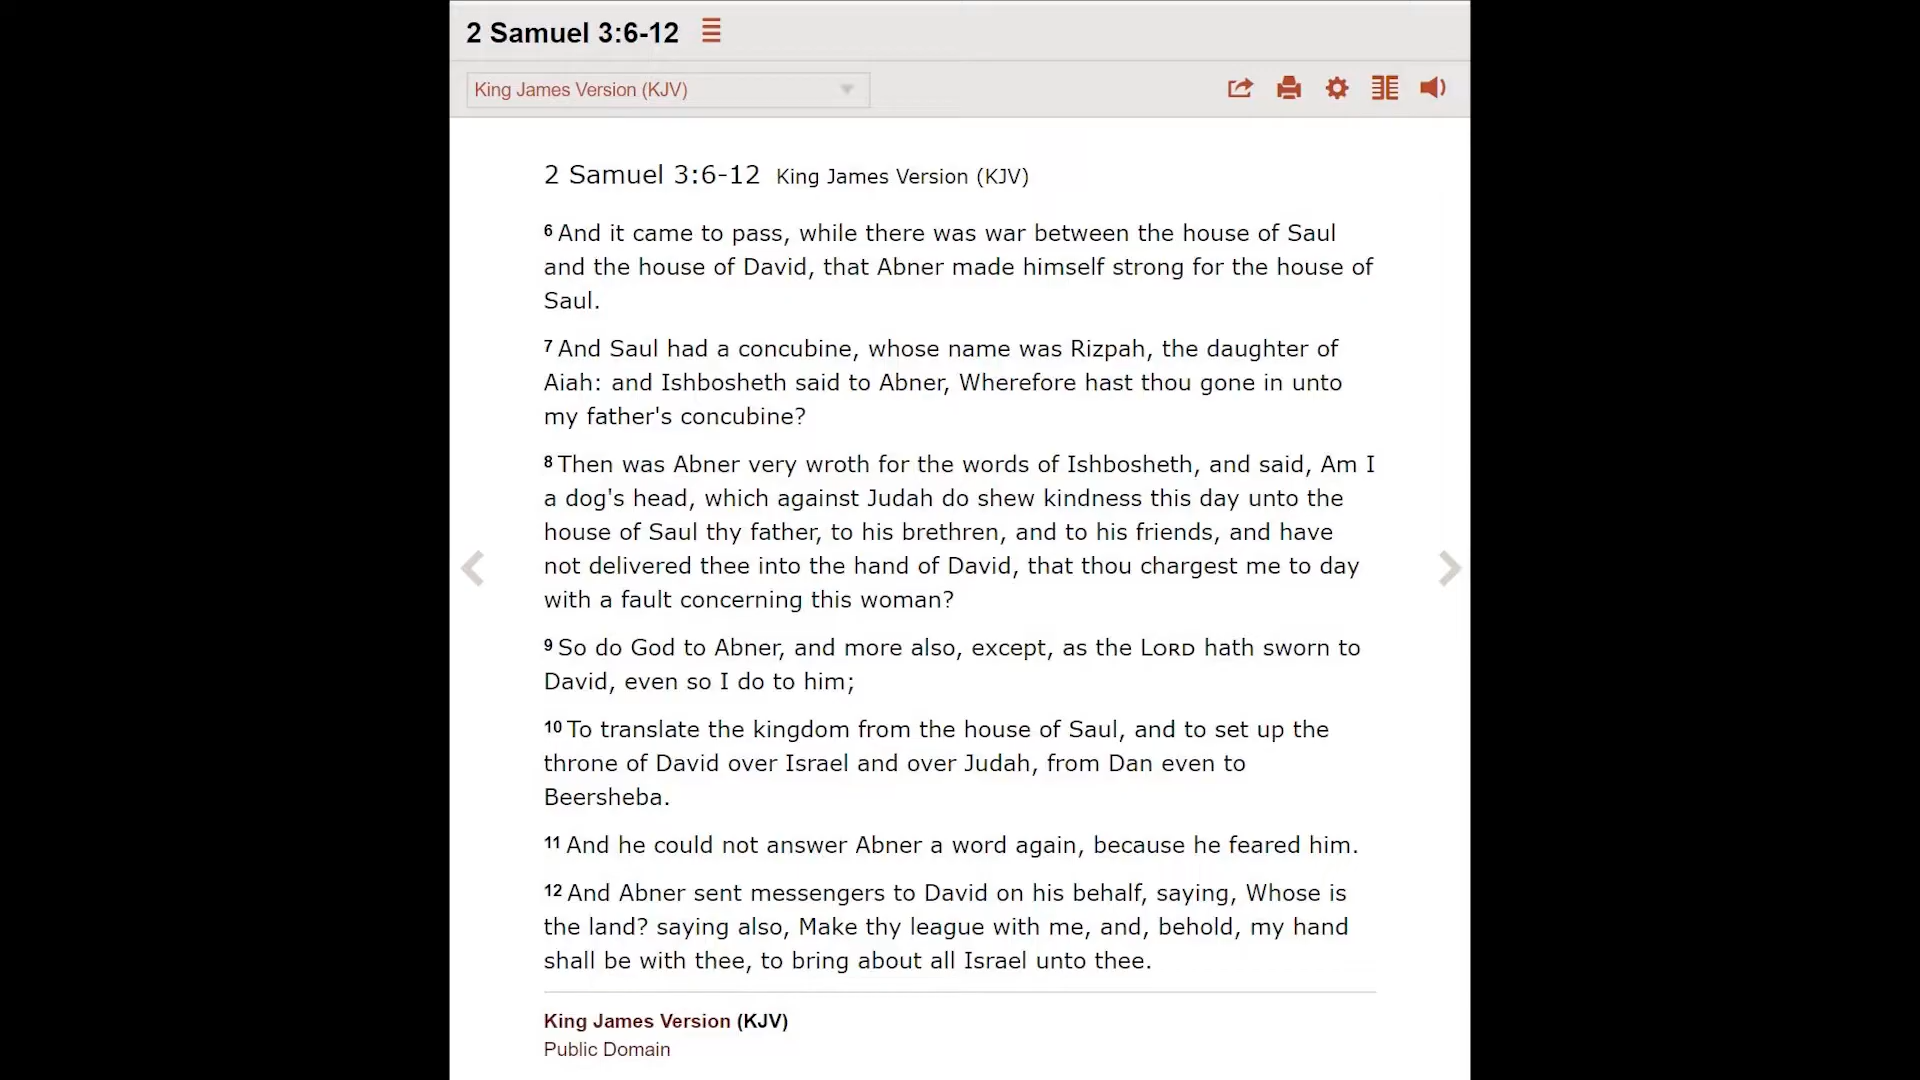 2 Samuel 3:6-12
King James Version (KJV)
2 Samuel 3:6-12 King James Version (KJV)
6 And it came to pass, while there was war between the house of Saul
and the house of David, that Abner made himself strong for the house of
Saul.
7 And Saul had a concubine, whose name was Rizpah, the daughter of
Aiah: and Ishbosheth said to Abner, Wherefore hast thou gone in unto
my father's concubine?
8 Then was Abner very wroth for the words of Ishbosheth, and said, Am I
a dog's head, which against Judah do shew kindness this day unto the
house of Saul thy father, to his brethren, and to his friends, and have
not delivered thee into the hand of David, that thou chargest me to day
with a fault concerning this woman?
9 So do God to Abner, and more also, except, as the LORD hath sworn to
David, even so I do to him;
10 To translate the kingdom from the house of Saul, and to set up the
throne of David over Israel and over Judah, from Dan even to
Beersheba.
11 And he could not answer Abner a word again, because he feared him.
12 And Abner sent messengers to David on his behalf, saying, Whose is
the land? saying also, Make thy league with me, and, behold, my hand
shall be with thee, to bring about all Israel unto thee.
King James Version (KJV)
Public Domain